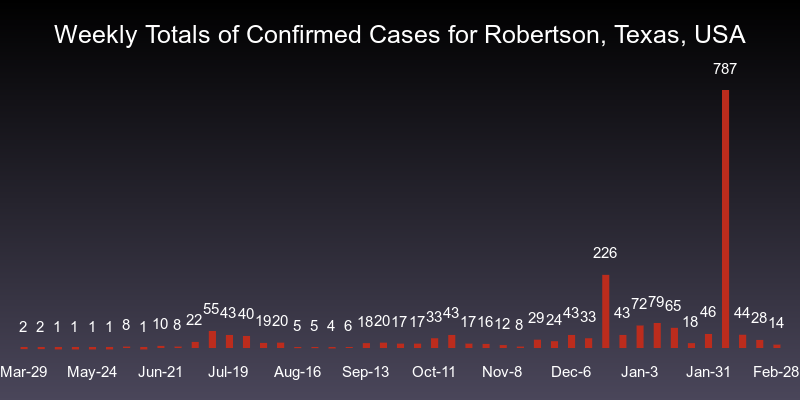 Weekly Totals of Confirmed Cases for Robertson, Texas, USA
787
226
2 2 1 1 1 1 8 1 10 8 22 55 43 40 19 20 5 5 4 6 18 20 17 17 33 43 17 16 12 8 29 24 43 33 43 72 79 65 18 46 44 28 14
Mar-29 May-24 Jun-21 Jul-19 Aug-16 Sep-13 Oct-11 Nov-8 Dec-6 Jan-3 Jan-31 Feb-28